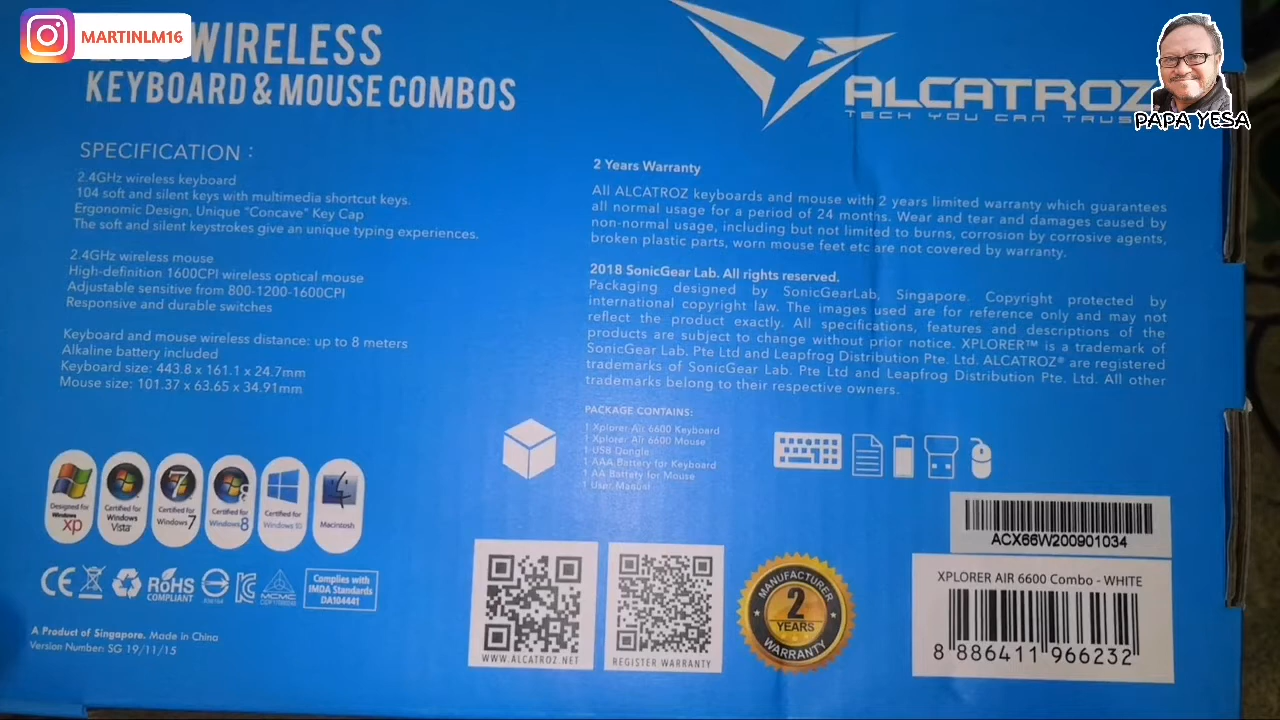 MARTINLM16
WIRELESS
KEYBOARD & MOUSE COMBOS
ALCATROZ
TECH YOU CAN TRUS
PAPA YESA
SPECIFICATION :
2.4GHz wireless keyboard
104 soft and silent keys with multimedia shortcut keys.
Ergonomic Design, Unique "Concave" Key Cap
The soft and silent keystrokes give an unique typing experiences.
2.4GHz wireless mouse
High-definition 1600CPI wireless optical mouse
Adjustable sensitive from 800-1200-1600CPI
Responsive and durable switches
Keyboard and mouse wireless distance: up to 8 meters
Alkaline battery included
Keyboard size: 443.8 x 161.1 x 24.7mm
Mouse size: 101.37 x 63.65 x 34.91mm
2 Years Warranty
All ALCATROZ keyboards and mouse with 2 years limited warranty which guarantees
all normal usage for a period of 24 months. Wear and tear and damages caused by
non-normal usage, including but not limited to burns, corrosion by corrosive agents,
broken plastic parts, worn mouse feet etc are not covered by warranty.
2018 SonicGear Lab. All rights reserved.
Packaging designed by SonicGearLab, Singapore. Copyright protected by
international copyright law. The images used are for reference only and may not
reflect the product exactly. All specifications, features and descriptions of the
products are subject to change without prior notice. XPLORER™ is a trademark of
SonicGear Lab. Pte Ltd and Leapfrog Distribution Pte. Ltd. ALCATROZ® are registered
trademarks of SonicGear Lab. Pte Ltd and Leapfrog Distribution Pte. Ltd. All other
trademarks belong to their respective owners.
PACKAGE CONTAINS:
1 Xplorer Air 6600 Keyboard
1 Xplorer Air 6600 Mouse
1 USB Dongle
1 AAA Battery for Keyboard
1 AA Battery for Mouse
1 User Manual
Designed for
Windows
xp
Certified for
Windows
Vista
Certified for
Windows 7
Certified for
Windows 8
Certified for
Windows 10
Macintosh
CE
RoHS
COMPLIANT
MCMC
Complies with
IMDA Standards
DA104441
A Product of Singapore. Made in China
Version Number: SG 19/11/15
WWW.ALCATROZ.NET
REGISTER WARRANTY
MANUFACTURER
2
YEARS
WARRANTY
ACX66W200901034
XPLORER AIR 6600 Combo - WHITE
8 886411 966232